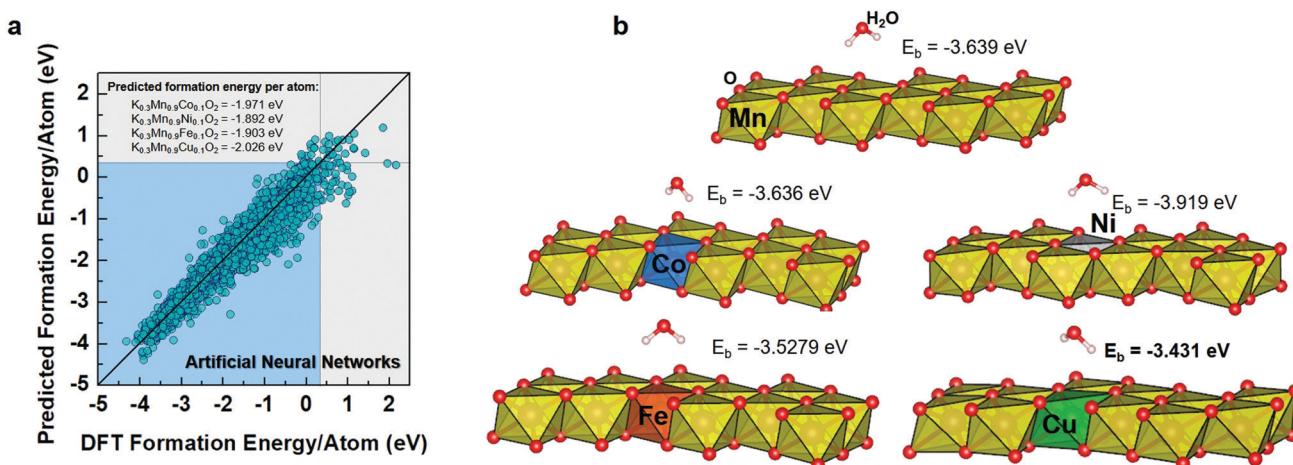 a
Predicted Formation Energy/Atom (eV)
2
1
0
-1
-2
-3
-4
-5
Predicted formation energy per atom:
K0.3Mn0.9Co0.1O2 = -1.971 eV
K0.3Mn0.9Ni0.1O2 = -1.892 eV
K0.3Mn0.9Fe0.1O2 = -1.903 eV
K0.3Mn0.9Cu0.1O2 = -2.026 eV
Artificial Neural Networks
-5 -4 -3 -2 -1 0 1 2
DFT Formation Energy/Atom (eV)
b
H2O
Eb = -3.639 eV
O
Mn
Eb = -3.636 eV
Co
Eb = -3.919 eV
Ni
Eb = -3.5279 eV
Fe
Eb = -3.431 eV
Cu